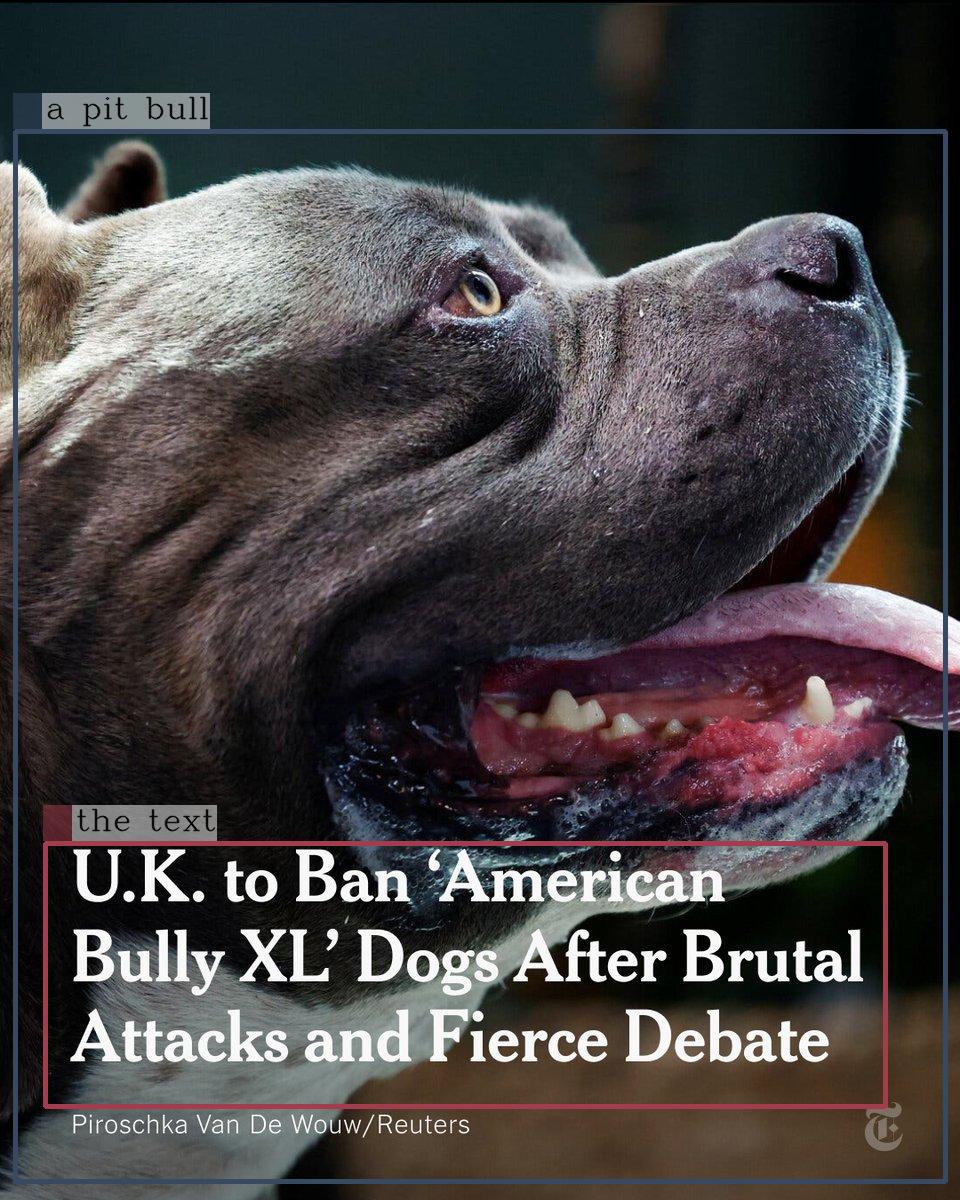 a pit bull
the text
U.K. to Ban ‘American
Bully XL’ Dogs After Brutal
Attacks and Fierce Debate
Piroschka Van De Wouw/Reuters
T